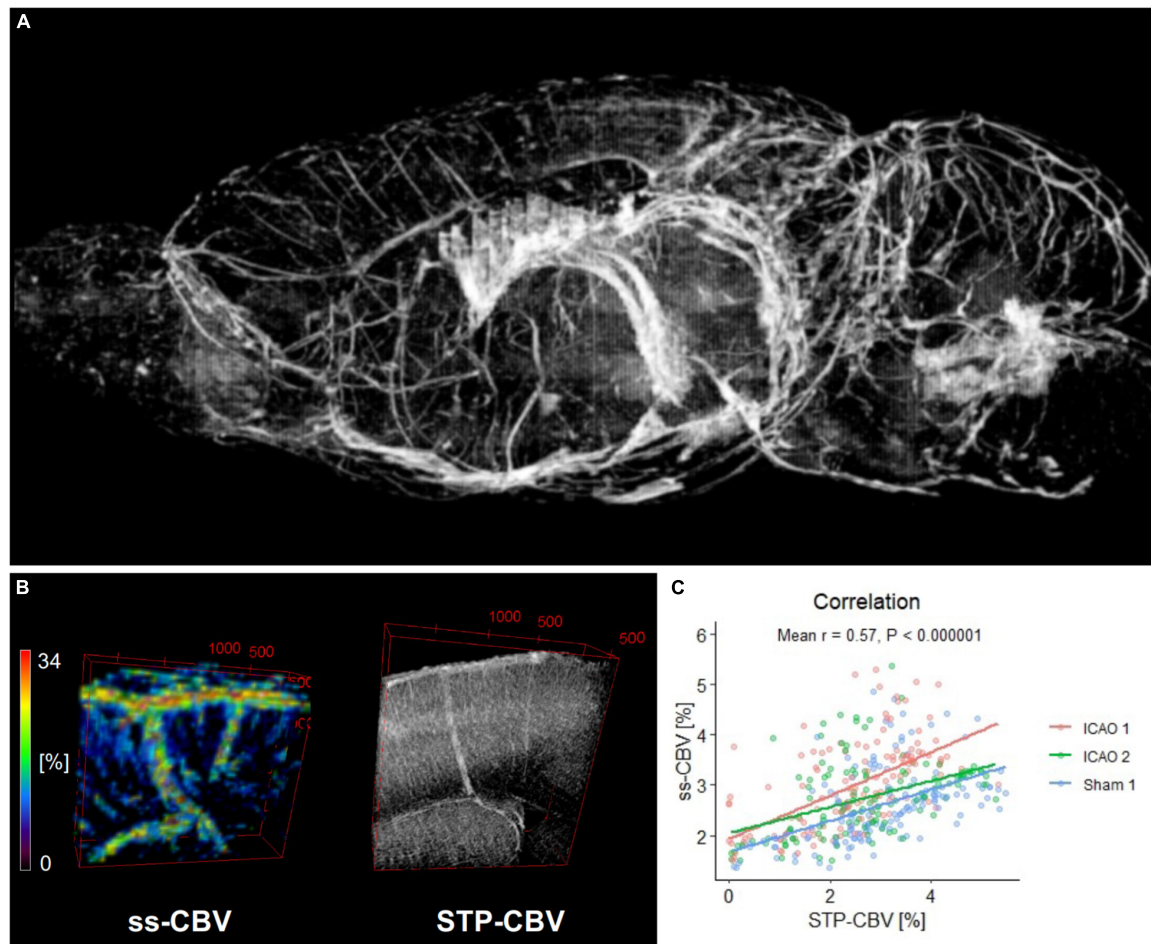 A
B
1000 500
34
[%]
0
ss-CBV
1000 500
500
STP-CBV
C
Correlation
Mean r = 0.57, P < 0.000001
6
5
4
3
2
ss-CBV [%]
0 2 4
STP-CBV [%]
ICAO 1
ICAO 2
Sham 1